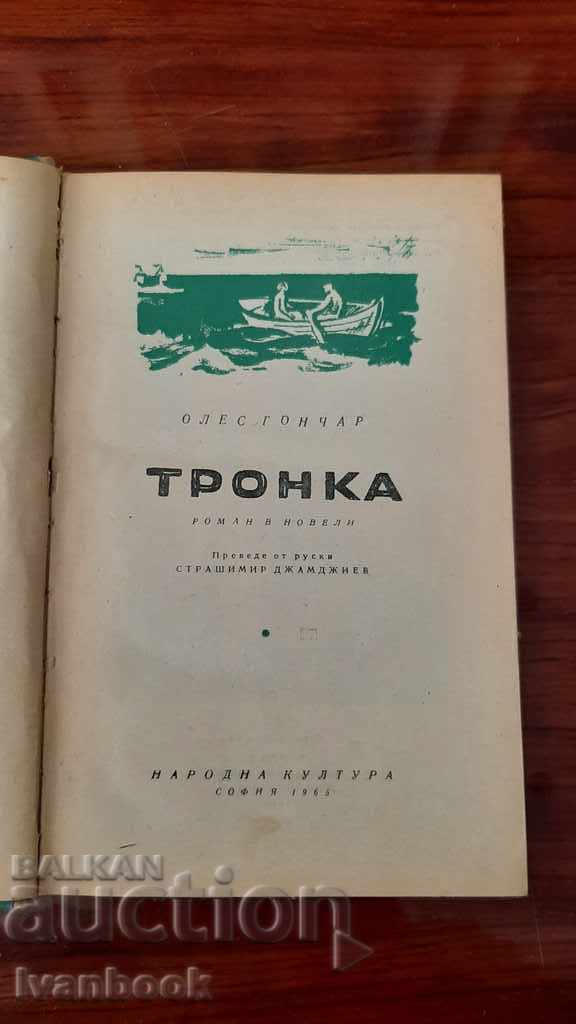 ОЛЕС ГОНЧАР
ТРОНКА
РОМАН В НОВЕЛИ
Преведе от руски
СТРАШИМИР ДЖАМДЖИЕВ
НАРОДНА КУЛТУРА
СОФИЯ 1965
BALKAN
auction
Ivanbook